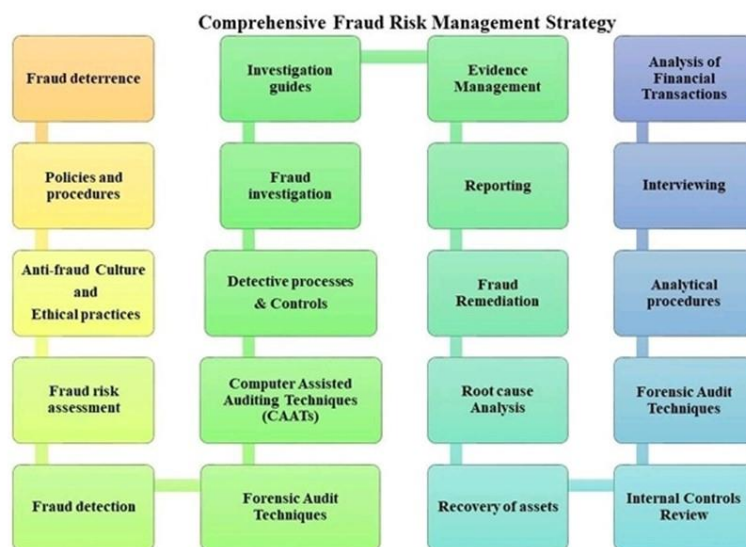 Comprehensive Fraud Risk Management Strategy
Fraud deterrence
Policies and
procedures
Anti-fraud Culture
and
Ethical practices
Fraud risk
assessment
Fraud detection
Forensic Audit
Techniques
Computer Assisted
Auditing Techniques
(CAATs)
Detective processes
& Controls
Fraud
investigation
Investigation
guides
Evidence
Management
Reporting
Fraud
Remediation
Root cause
Analysis
Recovery of assets
Internal Controls
Review
Forensic Audit
Techniques
Analytical
procedures
Interviewing
Analysis of
Financial
Transactions